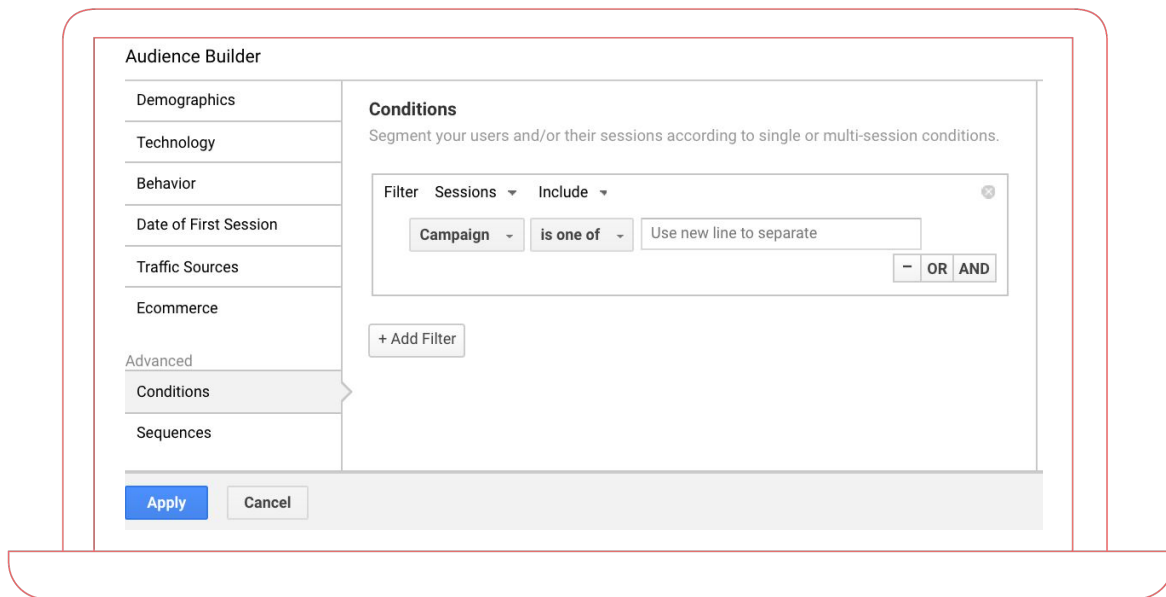 Audience Builder
Demographics
Technology
Behavior
Date of First Session
Traffic Sources
Ecommerce
Advanced
Conditions
Sequences
Conditions
Segment your users and/or their sessions according to single or multi-session conditions.
Filter Sessions Include
Campaign is one of Use new line to separate
− OR AND
+ Add Filter
Apply Cancel